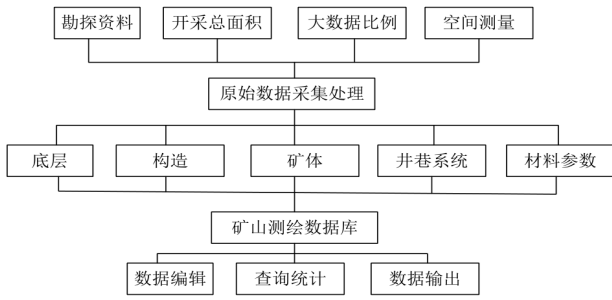 勘探资料
开采总面积
大数据比例
空间测量
原始数据采集处理
底层
构造
矿体
井巷系统
材料参数
矿山测绘数据库
数据编辑
查询统计
数据输出